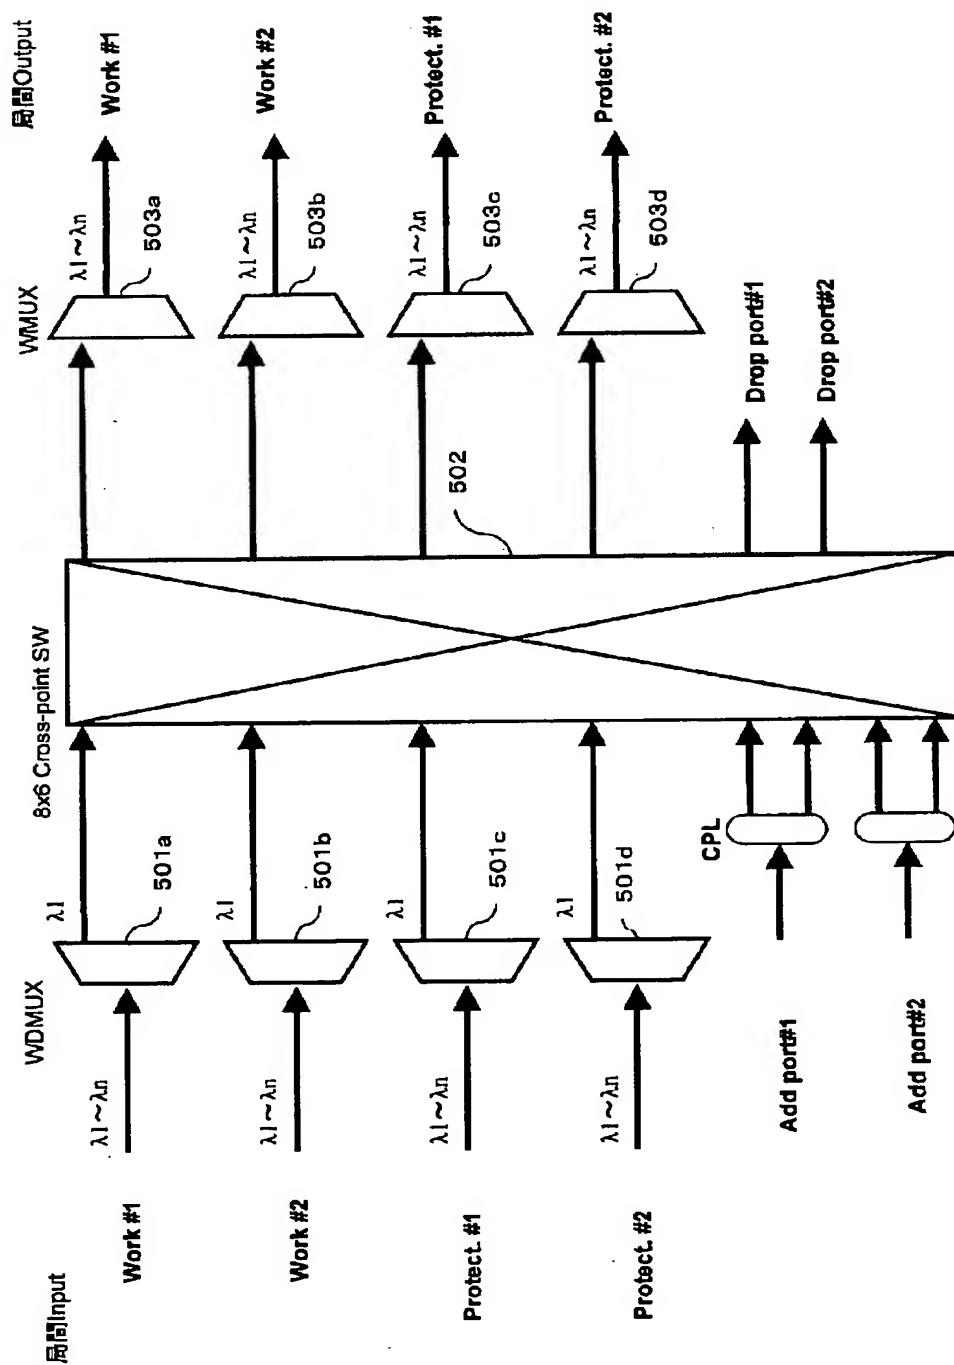 局間Input
WDMUX
8x6 Cross-point SW
WMUX
局間Output
Work #1
λ1~λn
501a
λ1
λ1~λn
503a
Work #1
Work #2
λ1~λn
501b
λ1
λ1~λn
503b
Work #2
Protect. #1
λ1~λn
501c
λ1
502
λ1~λn
503c
Protect. #1
Protect. #2
λ1~λn
501d
λ1
λ1~λn
503d
Protect. #2
Add port#1
CPL
Drop port#1
Add port#2
Drop port#2